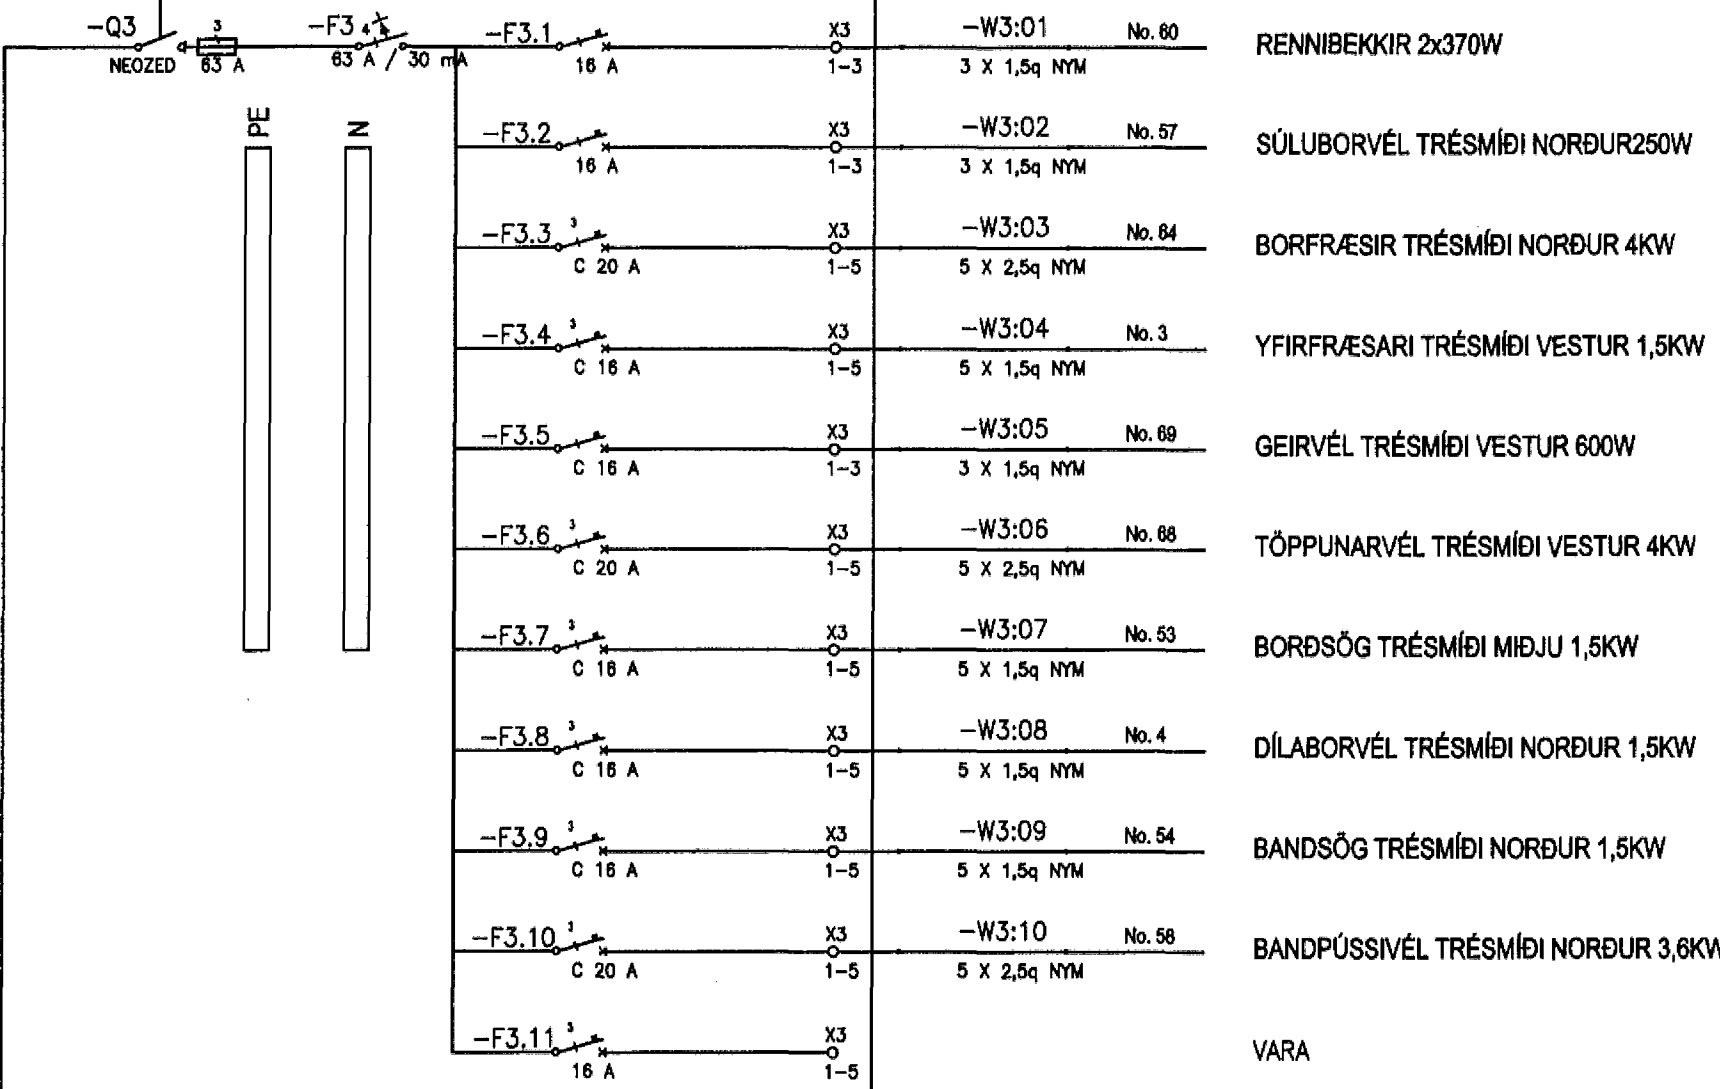 -Q3
NEOZED
3
63 A
-F3
4
63 A / 30 mA
PE
N
-F3.1
16 A
X3
1-3
-W3:01
No. 60
3 X 1,5q NYM
RENNIBEKKIR 2x370W
-F3.2
16 A
X3
1-3
-W3:02
No. 57
3 X 1,5q NYM
SÚLUBORVÉL TRÉSMÍÐI NORÐUR250W
-F3.3
3
C 20 A
X3
1-5
-W3:03
No. 64
5 X 2,5q NYM
BORFRÆSIR TRÉSMÍÐI NORÐUR 4KW
-F3.4
3
C 16 A
X3
1-5
-W3:04
No. 3
5 X 1,5q NYM
YFIRFRÆSARI TRÉSMÍÐI VESTUR 1,5KW
-F3.5
C 16 A
X3
1-3
-W3:05
No. 69
3 X 1,5q NYM
GEIRVÉL TRÉSMÍÐI VESTUR 600W
-F3.6
3
C 20 A
X3
1-5
-W3:06
No. 68
5 X 2,5q NYM
TÖPPUNARVÉL TRÉSMÍÐI VESTUR 4KW
-F3.7
3
C 16 A
X3
1-5
-W3:07
No. 53
5 X 1,5q NYM
BORÐSÖG TRÉSMÍÐI MIÐJU 1,5KW
-F3.8
3
C 16 A
X3
1-5
-W3:08
No. 4
5 X 1,5q NYM
DÍLABORVÉL TRÉSMÍÐI NORÐUR 1,5KW
-F3.9
3
C 16 A
X3
1-5
-W3:09
No. 54
5 X 1,5q NYM
BANDSÖG TRÉSMÍÐI NORÐUR 1,5KW
-F3.10
3
C 20 A
X3
1-5
-W3:10
No. 58
5 X 2,5q NYM
BANDPÚSSIVÉL TRÉSMÍÐI NORÐUR 3,6KW
-F3.11
3
16 A
X3
1-5
VARA